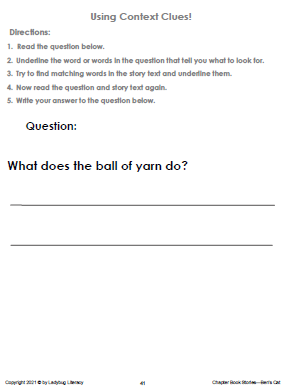 Using Context Clues!
Directions:
1. Read the question below.
2. Underline the word or words in the question that tell you what to look for.
3. Try to find matching words in the story text and underline them.
4. Now read the question and story text again.
5. Write your answer to the question below.
Question:
What does the ball of yarn do?
Copyright 2021 © by Ladybug Literacy 41 Chapter Book Stories—Ben's Cat